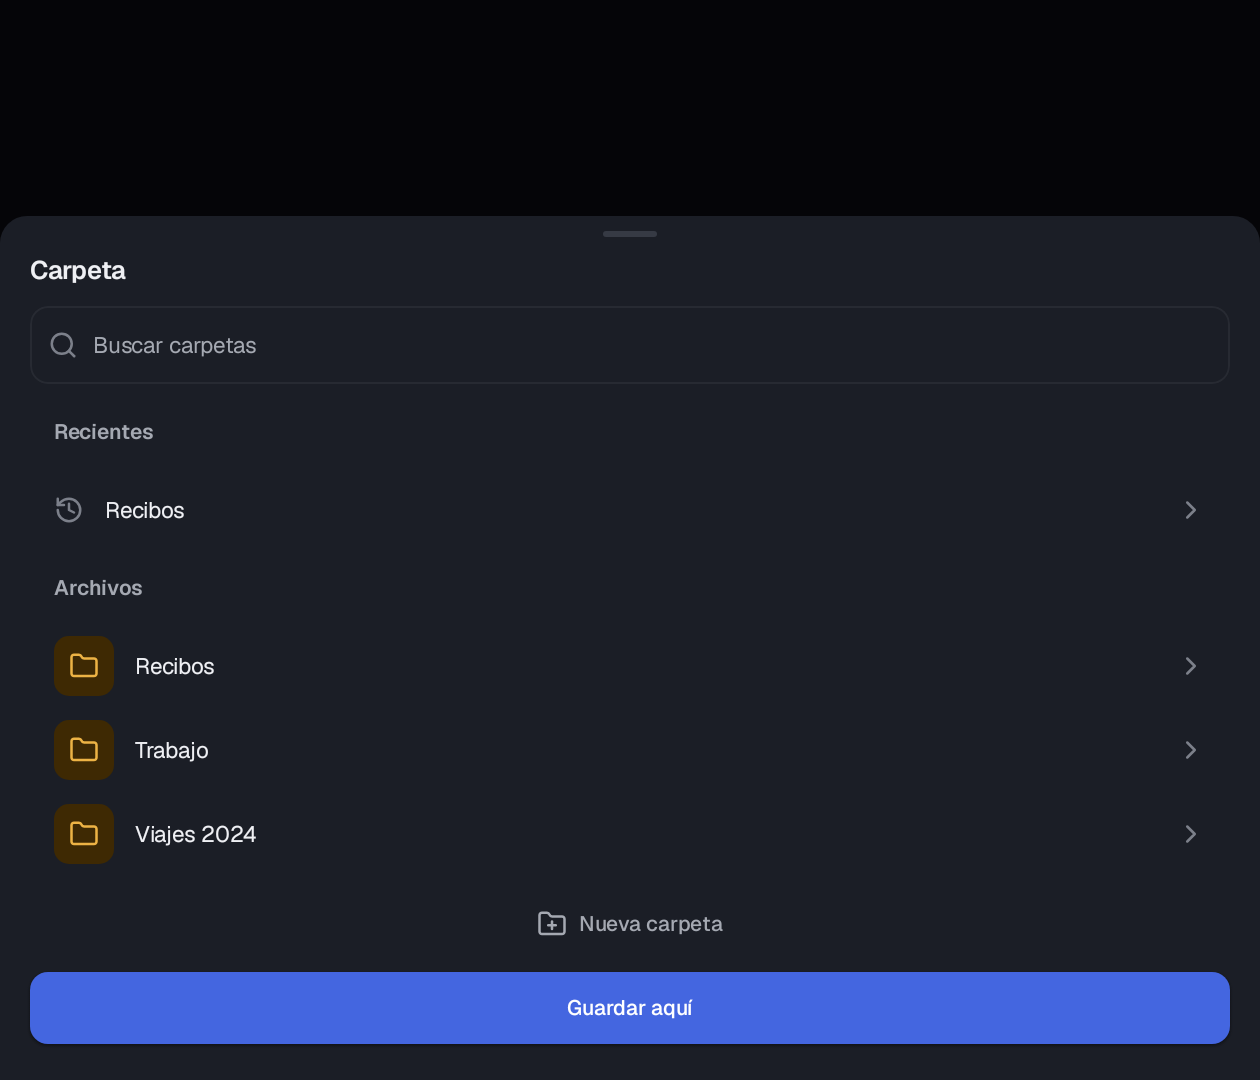 Carpeta
Buscar carpetas
Recientes
Recibos
Archivos
Recibos
Trabajo
Viajes 2024
Nueva carpeta
Guardar aquí